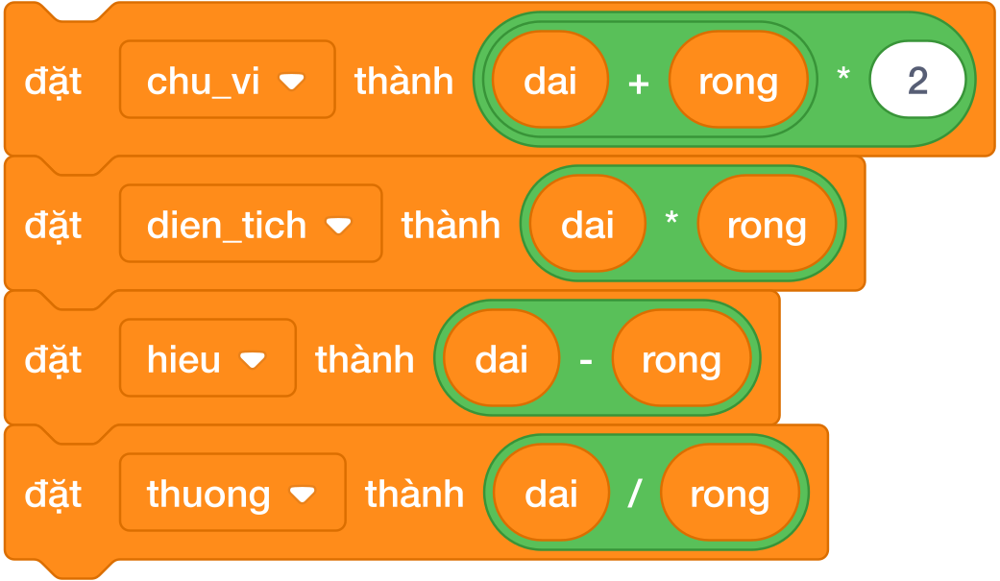 đặt chu_vi thành dai + rong * 2
đặt dien_tich thành dai * rong
đặt hieu thành dai - rong
đặt thuong thành dai / rong